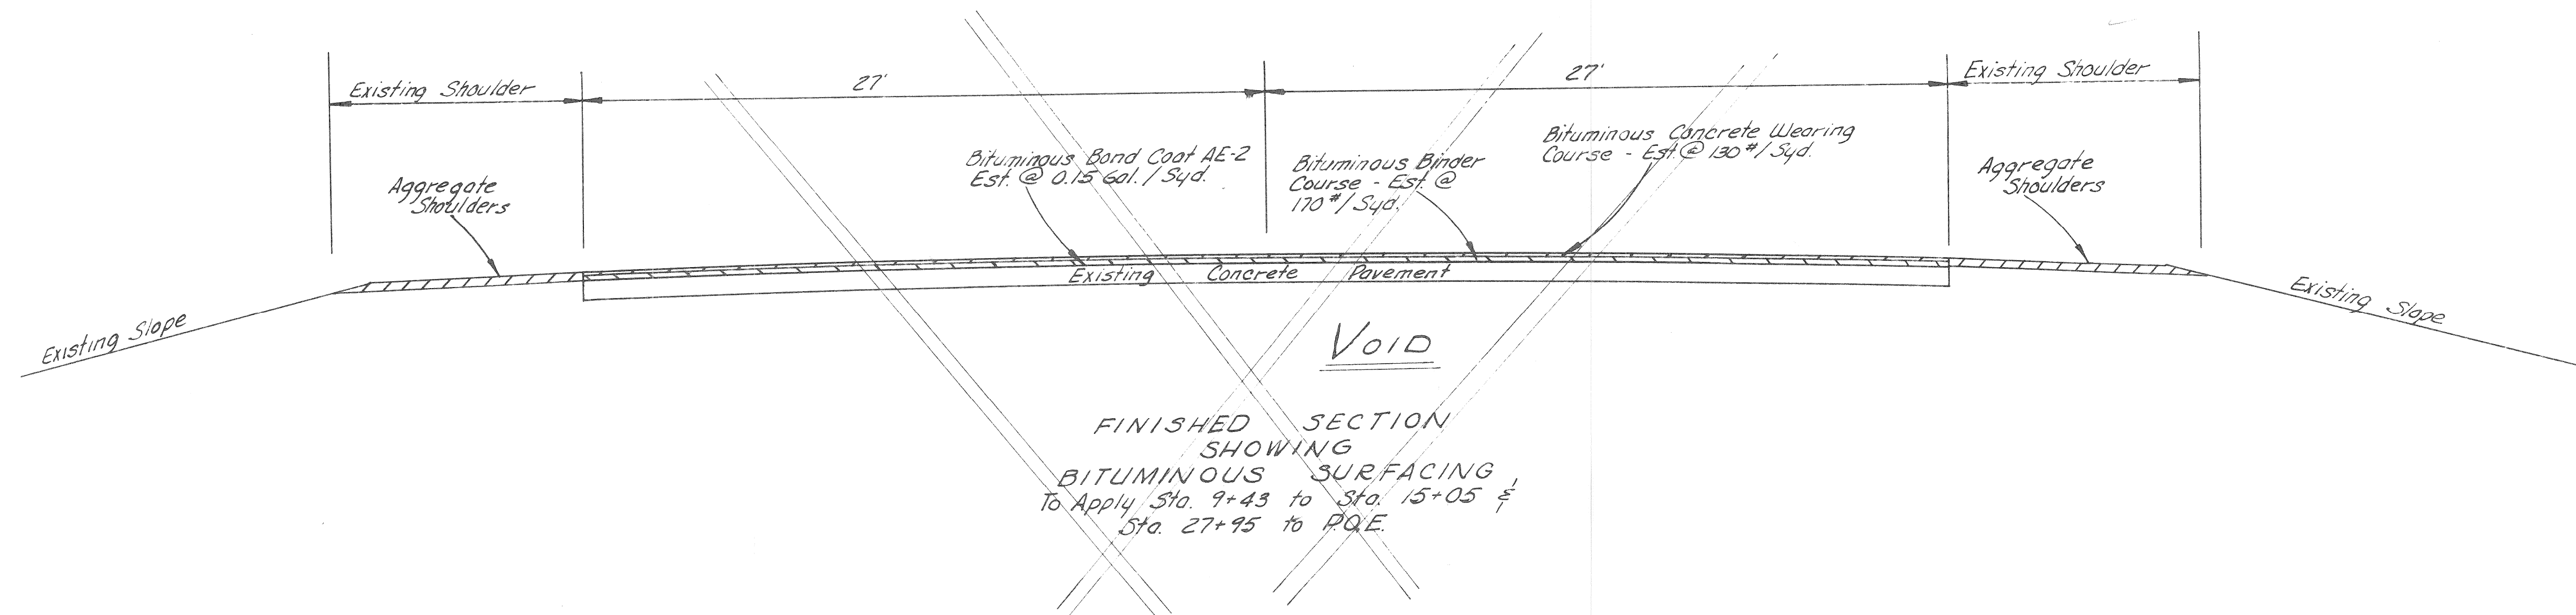 Existing Shoulder
27'
27'
Existing Shoulder
Aggregate
Shoulders
Bituminous Bond Coat AE-2
Est. @ 0.15 Gal. / Syd.
Bituminous Binder
Course - Est. @
170 #/ Syd.
Bituminous Concrete Wearing
Course - Est. @ 130 #/ Syd.
Aggregate
Shoulders
Existing Concrete Pavement
Existing Slope
Existing Slope
VOID
FINISHED SECTION
SHOWING
BITUMINOUS SURFACING
To Apply Sta. 9+43 to Sta. 15+05 &
Sta. 27+95 to P.O.E.